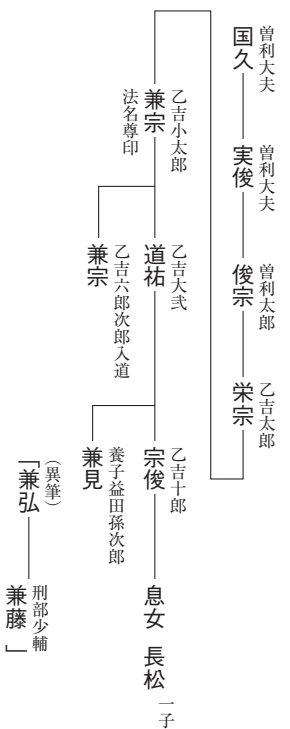 曽利大夫
国久
曽利大夫
実俊
曽利太郎
俊宗
乙吉太郎
栄宗
乙吉小太郎
兼宗
法名尊印
乙吉大弐
道祐
乙吉六郎次郎入道
兼宗
乙吉十郎
宗俊
息女 長松 一子
養子益田孫次郎
兼見
(異筆)
「兼弘
刑部少輔
兼藤 」